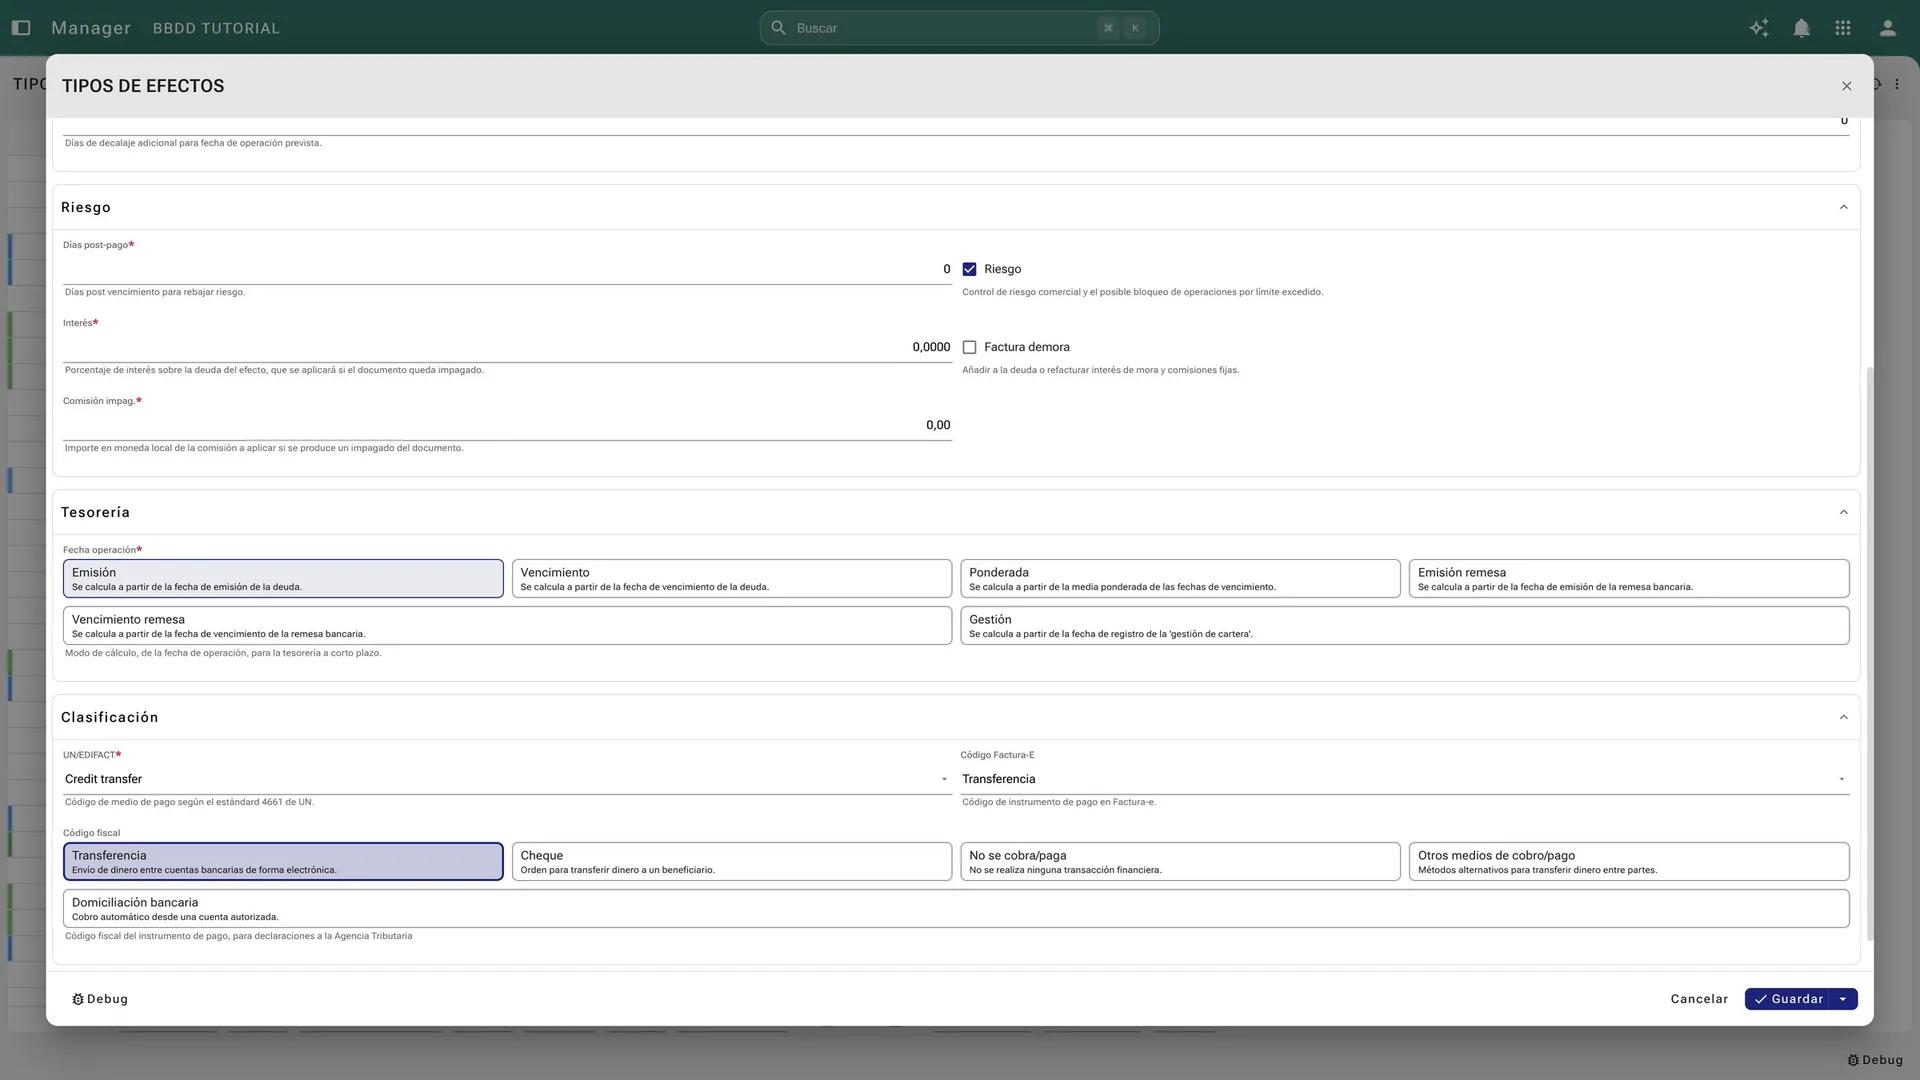 Manager BBDD TUTORIAL
Buscar ⌘ K
TIPO
TIPOS DE EFECTOS
0
Días de decalaje adicional para fecha de operación prevista.
Riesgo
Días post-pago*
0
Riesgo
Días post vencimiento para rebajar riesgo.
Control de riesgo comercial y el posible bloqueo de operaciones por límite excedido.
Interés*
0,0000
Factura demora
Porcentaje de interés sobre la deuda del efecto, que se aplicará si el documento queda impagado.
Añadir a la deuda o refacturar interés de mora y comisiones fijas.
Comisión impag.*
0,00
Importe en moneda local de la comisión a aplicar si se produce un impagado del documento.
Tesorería
Fecha operación*
Emisión
Se calcula a partir de la fecha de emisión de la deuda.
Vencimiento
Se calcula a partir de la fecha de vencimiento de la deuda.
Ponderada
Se calcula a partir de la media ponderada de las fechas de vencimiento.
Emisión remesa
Se calcula a partir de la fecha de emisión de la remesa bancaria.
Vencimiento remesa
Se calcula a partir de la fecha de vencimiento de la remesa bancaria.
Gestión
Se calcula a partir de la fecha de registro de la 'gestión de cartera'.
Modo de cálculo, de la fecha de operación, para la tesorería a corto plazo.
Clasificación
UN/EDIFACT*
Credit transfer
Código de medio de pago según el estándar 4661 de UN.
Código Factura-E
Transferencia
Código de instrumento de pago en Factura-e.
Código fiscal
Transferencia
Envío de dinero entre cuentas bancarias de forma electrónica.
Cheque
Orden para transferir dinero a un beneficiario.
No se cobra/paga
No se realiza ninguna transacción financiera.
Otros medios de cobro/pago
Métodos alternativos para transferir dinero entre partes.
Domiciliación bancaria
Cobro automático desde una cuenta autorizada.
Código fiscal del instrumento de pago, para declaraciones a la Agencia Tributaria
Debug
Cancelar
Guardar
Debug